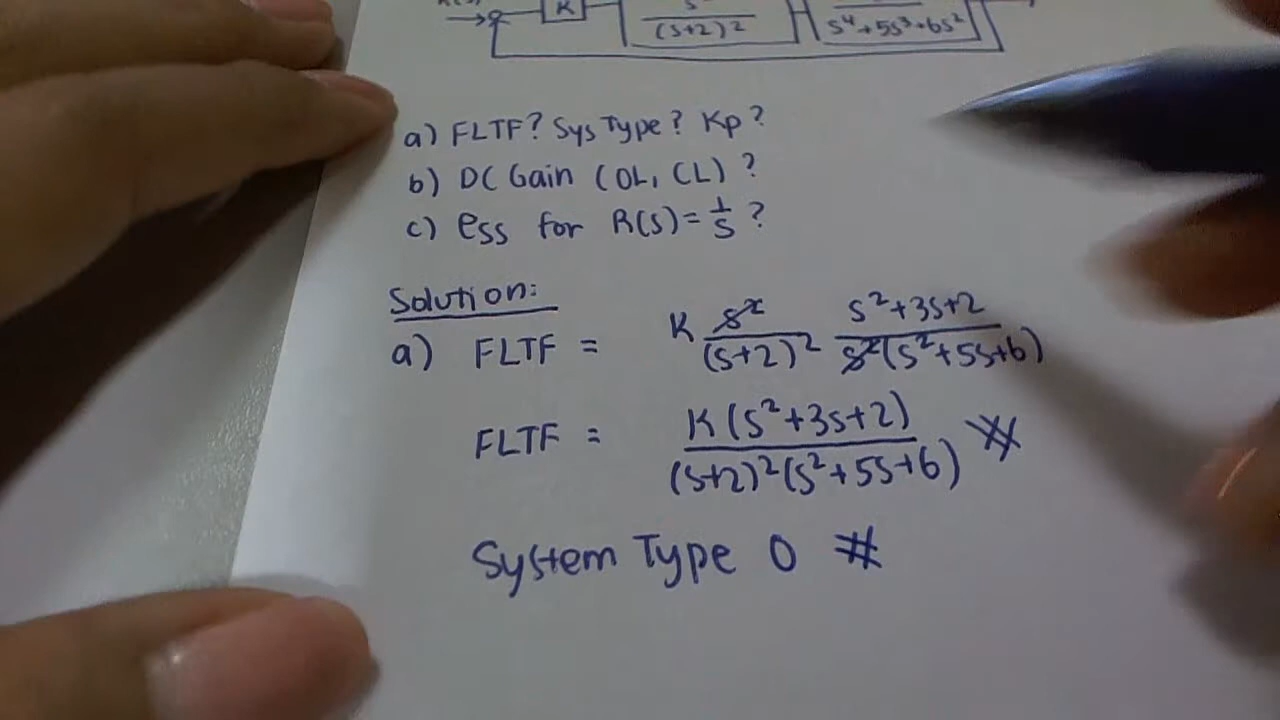 K
(s+2)² s⁴+5s³+6s²
a) FLTF? Sys Type? Kp?
b) DC Gain (OL, CL) ?
c) ess for R(s)= 1/s ?
Solution:
a) FLTF = K s²/(s+2)² (s²+3s+2)/(s²(s²+5s+6))
FLTF = K(s²+3s+2)/((s+2)²(s²+5s+6)) #
System Type 0 #